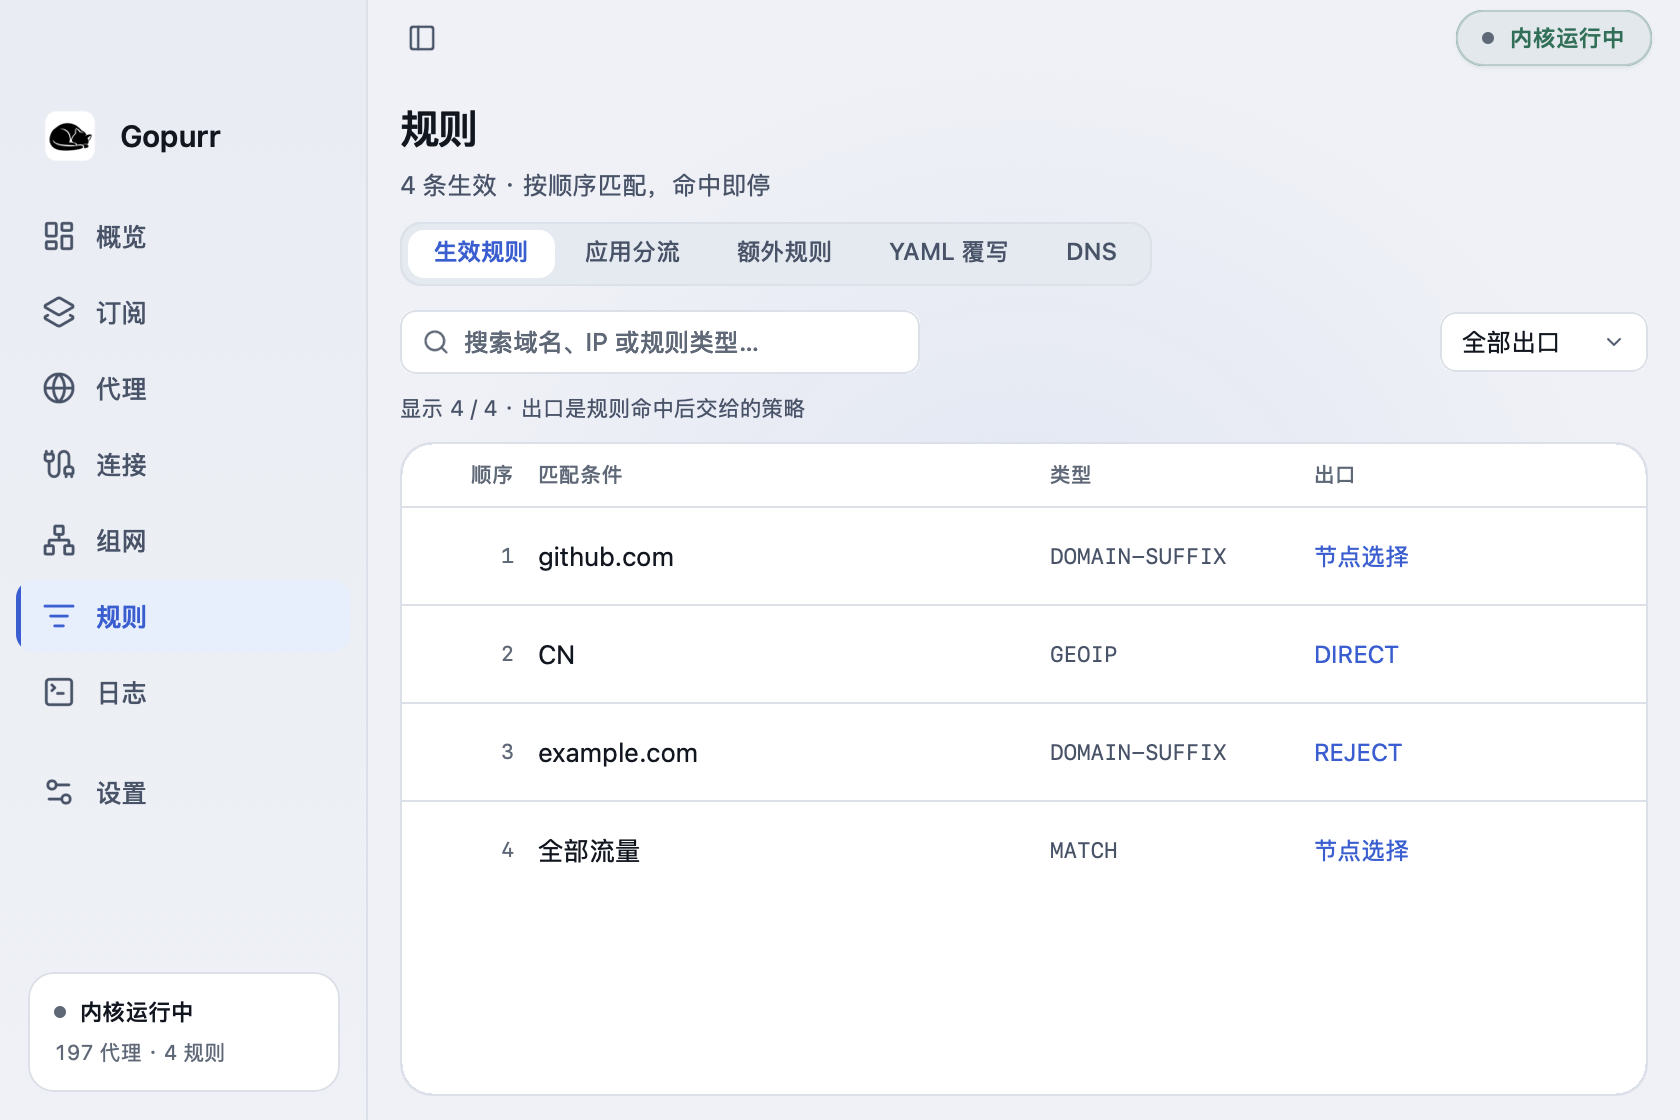 内核运行中
Gopurr
概览
订阅
代理
连接
组网
规则
日志
设置
内核运行中
197 代理 · 4 规则
规则
4 条生效 · 按顺序匹配，命中即停
生效规则 应用分流 额外规则 YAML 覆写 DNS
搜索域名、IP 或规则类型... 全部出口
显示 4 / 4 · 出口是规则命中后交给的策略
顺序 匹配条件 类型 出口
1 github.com DOMAIN-SUFFIX 节点选择
2 CN GEOIP DIRECT
3 example.com DOMAIN-SUFFIX REJECT
4 全部流量 MATCH 节点选择